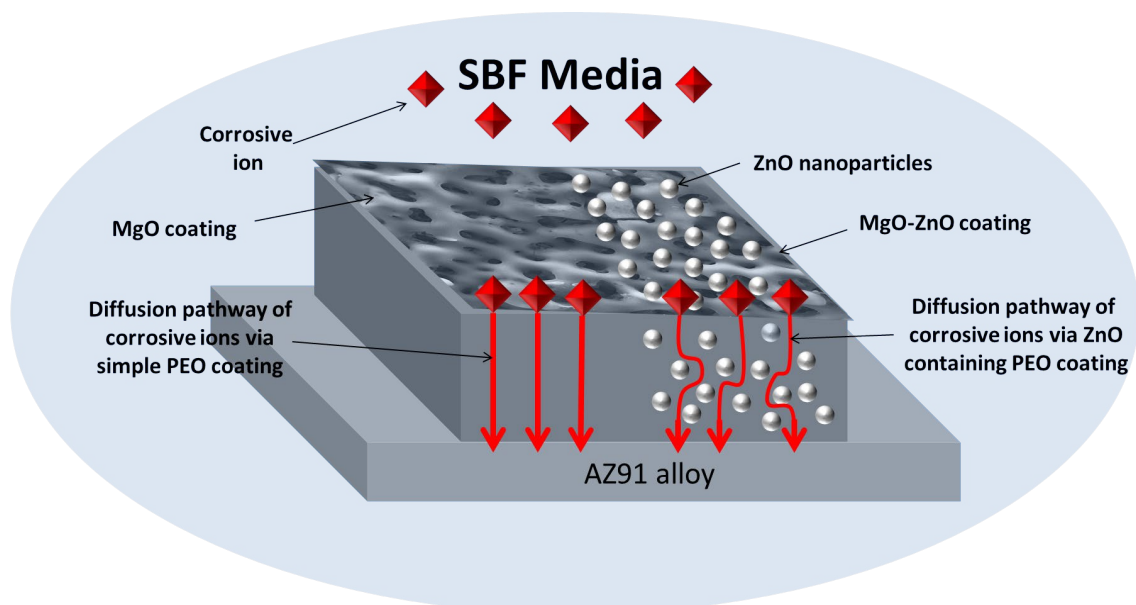 SBF Media
Corrosive
ion
ZnO nanoparticles
MgO coating
MgO-ZnO coating
Diffusion pathway of
corrosive ions via
simple PEO coating
Diffusion pathway of
corrosive ions via ZnO
containing PEO coating
AZ91 alloy